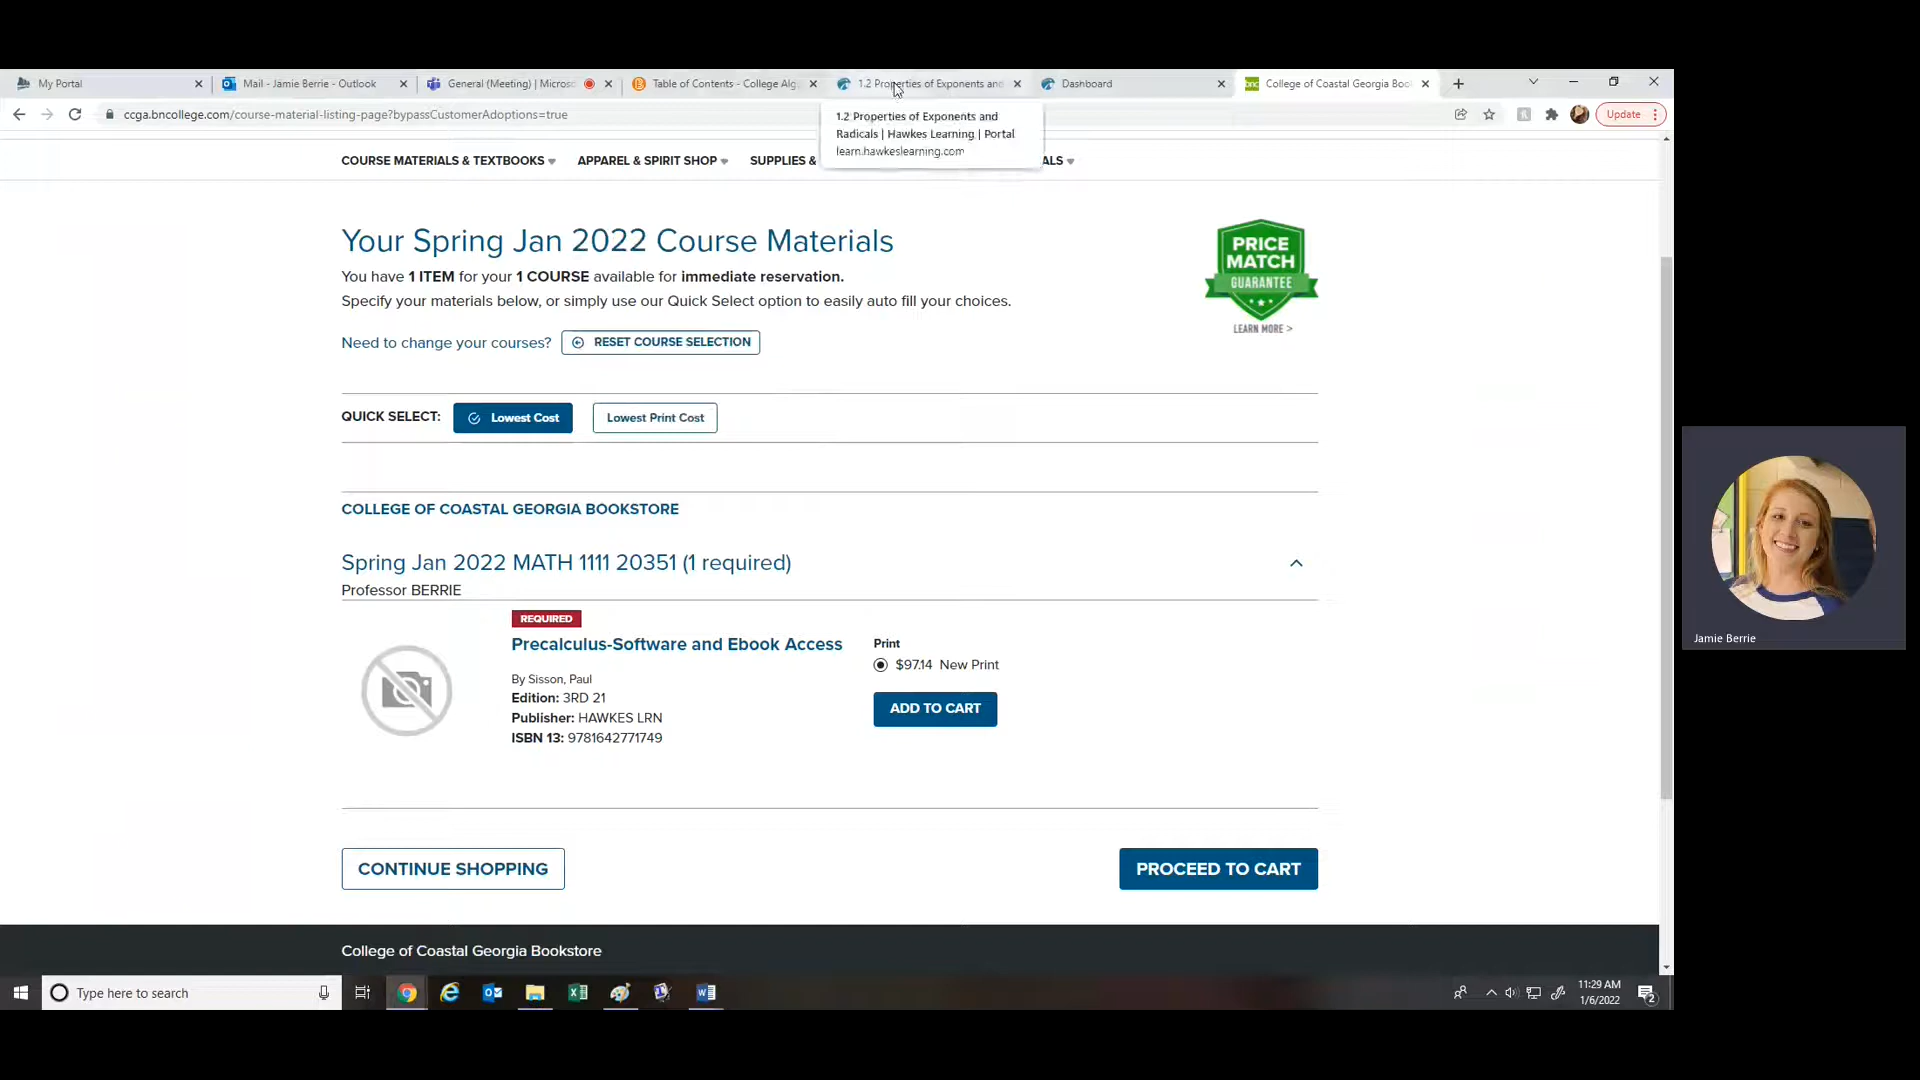 My Portal
Mail - Jamie Berrie - Outlook
General (Meeting) | Microso
Table of Contents - College Alg
1.2 Properties of Exponents and
Dashboard
College of Coastal Georgia Boo
ccga.bncollege.com/course-material-listing-page?bypassCustomerAdoptions=true
Update
1.2 Properties of Exponents and
Radicals | Hawkes Learning | Portal
learn.hawkeslearning.com
COURSE MATERIALS & TEXTBOOKS
APPAREL & SPIRIT SHOP
SUPPLIES &
ALS
Your Spring Jan 2022 Course Materials
You have 1 ITEM for your 1 COURSE available for immediate reservation.
Specify your materials below, or simply use our Quick Select option to easily auto fill your choices.
PRICE
MATCH
GUARANTEE
LEARN MORE >
Need to change your courses?
RESET COURSE SELECTION
QUICK SELECT:
Lowest Cost
Lowest Print Cost
COLLEGE OF COASTAL GEORGIA BOOKSTORE
Spring Jan 2022 MATH 1111 20351 (1 required)
Professor BERRIE
REQUIRED
Precalculus-Software and Ebook Access
By Sisson, Paul
Edition: 3RD 21
Publisher: HAWKES LRN
ISBN 13: 9781642771749
Print
$97.14 New Print
ADD TO CART
CONTINUE SHOPPING
PROCEED TO CART
College of Coastal Georgia Bookstore
Jamie Berrie
Type here to search
11:29 AM
1/6/2022
2